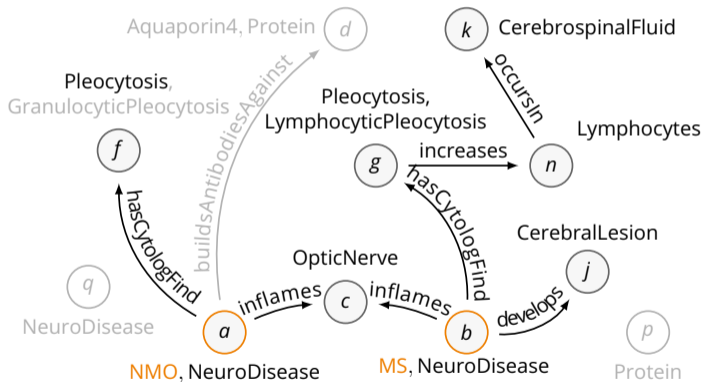 Aquaporin4, Protein
d
k
CerebrospinalFluid
Pleocytosis,
GranulocyticPleocytosis
f
buildsAntibodiesAgainst
occursIn
Pleocytosis,
LymphocyticPleocytosis
g
increases
n
Lymphocytes
hasCytologFind
hasCytologFind
CerebralLesion
j
OpticNerve
q
NeuroDisease
inflames
c
inflames
develops
a
b
p
NMO, NeuroDisease
MS, NeuroDisease
Protein